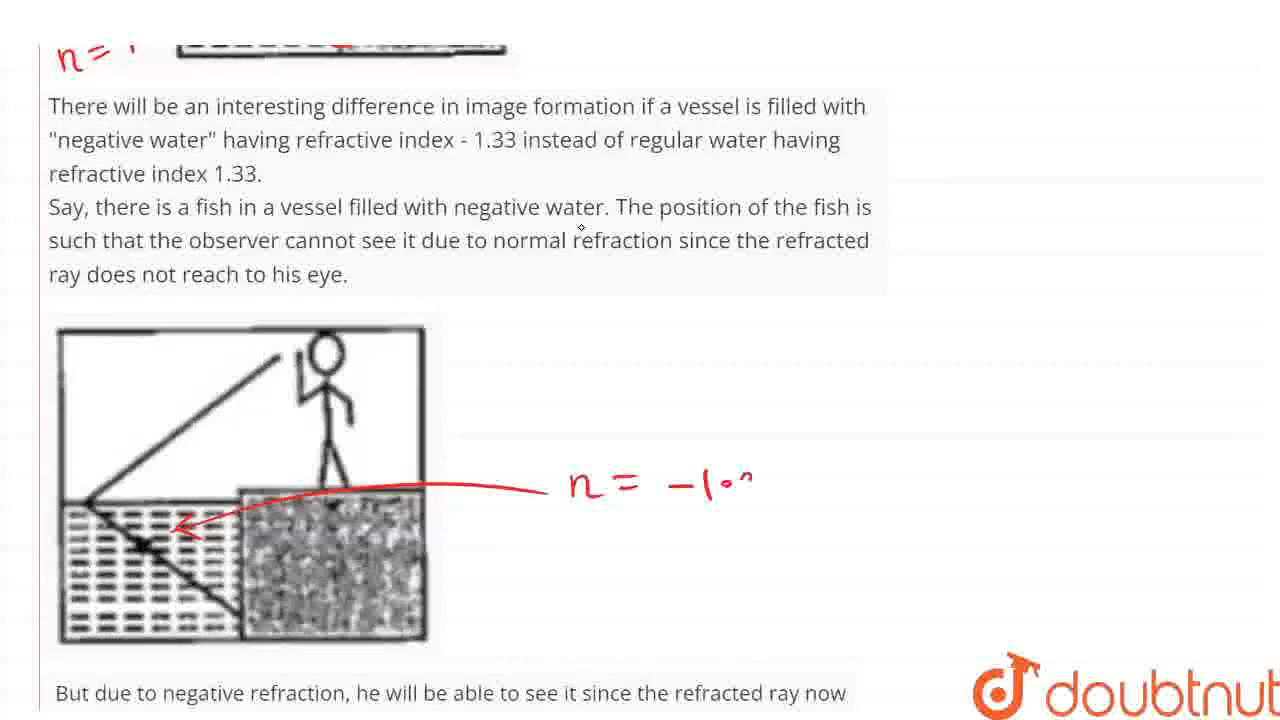 n =
There will be an interesting difference in image formation if a vessel is filled with
"negative water" having refractive index - 1.33 instead of regular water having
refractive index 1.33.
Say, there is a fish in a vessel filled with negative water. The position of the fish is
such that the observer cannot see it due to normal refraction since the refracted
ray does not reach to his eye.
n = -1.
But due to negative refraction, he will be able to see it since the refracted ray now
doubtnut